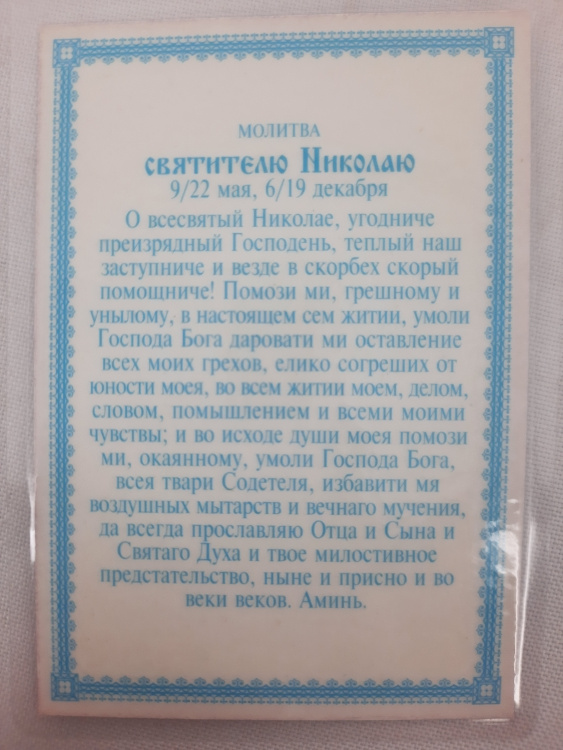 МОЛИТВА
СВЯТИТЕЛЮ НИКОЛАЮ
9/22 мая, 6/19 декабря
О всесвятый Николае, угодниче
преизрядный Господень, теплый наш
заступниче и везде в скорбех скорый
помощниче! Помози ми, грешному и
унылому, в настоящем сем житии, умоли
Господа Бога даровати ми оставление
всех моих грехов, елико согреших от
юности моея, во всем житии моем, делом,
словом, помышлением и всеми моими
чувствы; и во исходе души моея помози
ми, окаянному, умоли Господа Бога,
всея твари Содетеля, избавити мя
воздушных мытарств и вечнаго мучения,
да всегда прославляю Отца и Сына и
Святаго Духа и твое милостивное
предстательство, ныне и присно и во
веки веков. Аминь.